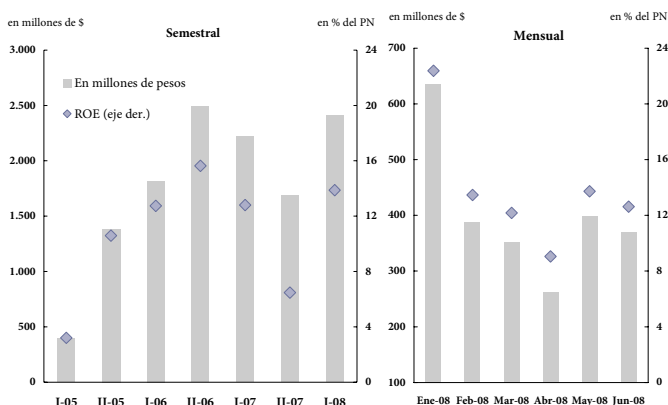 en millones de $
en % del PN
Semestral
3.000
2.500
2.000
1.500
1.000
500
0
24
20
16
12
8
4
0
En millones de pesos
ROE (eje der.)
I-05 II-05 I-06 II-06 I-07 II-07 I-08
en millones de $
en % del PN
Mensual
700
600
500
400
300
200
100
24
20
16
12
8
4
0
Ene-08 Feb-08 Mar-08 Abr-08 May-08 Jun-08